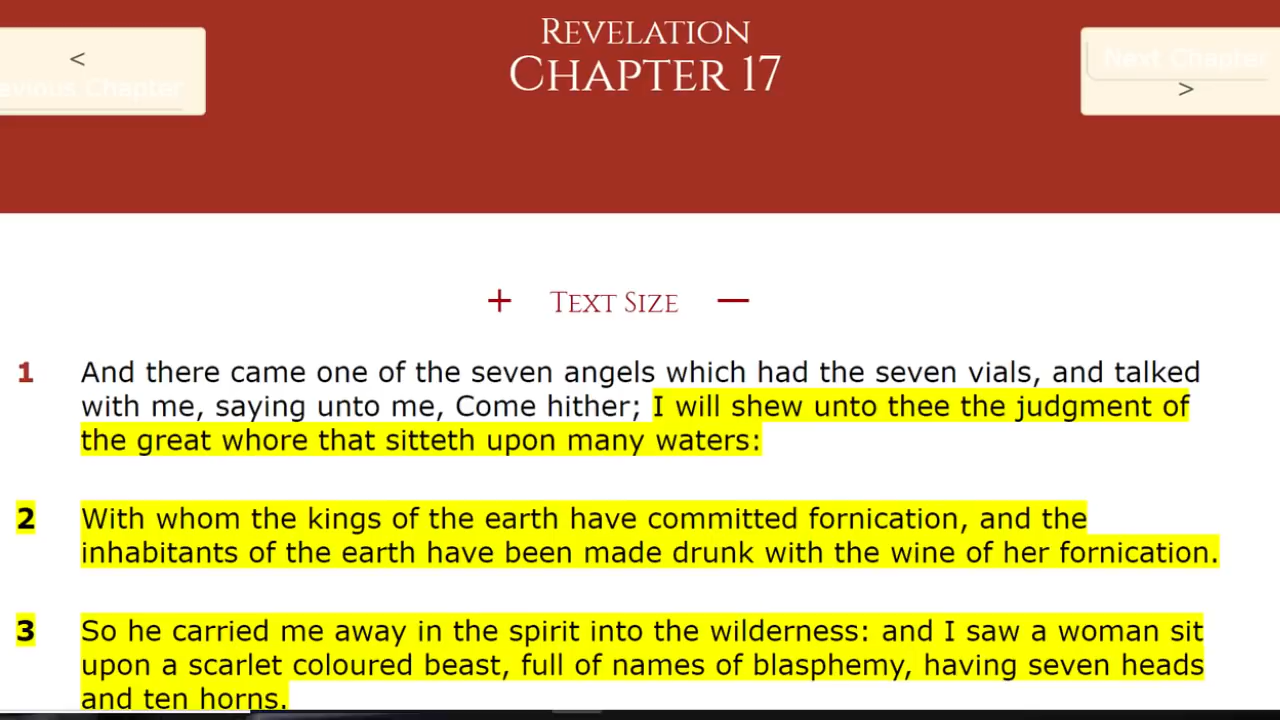 REVELATION
CHAPTER 17
<
evious Chapter
Next Chapter
>
+ TEXT SIZE —
1 And there came one of the seven angels which had the seven vials, and talked
with me, saying unto me, Come hither; I will shew unto thee the judgment of
the great whore that sitteth upon many waters:
2 With whom the kings of the earth have committed fornication, and the
inhabitants of the earth have been made drunk with the wine of her fornication.
3 So he carried me away in the spirit into the wilderness: and I saw a woman sit
upon a scarlet coloured beast, full of names of blasphemy, having seven heads
and ten horns.